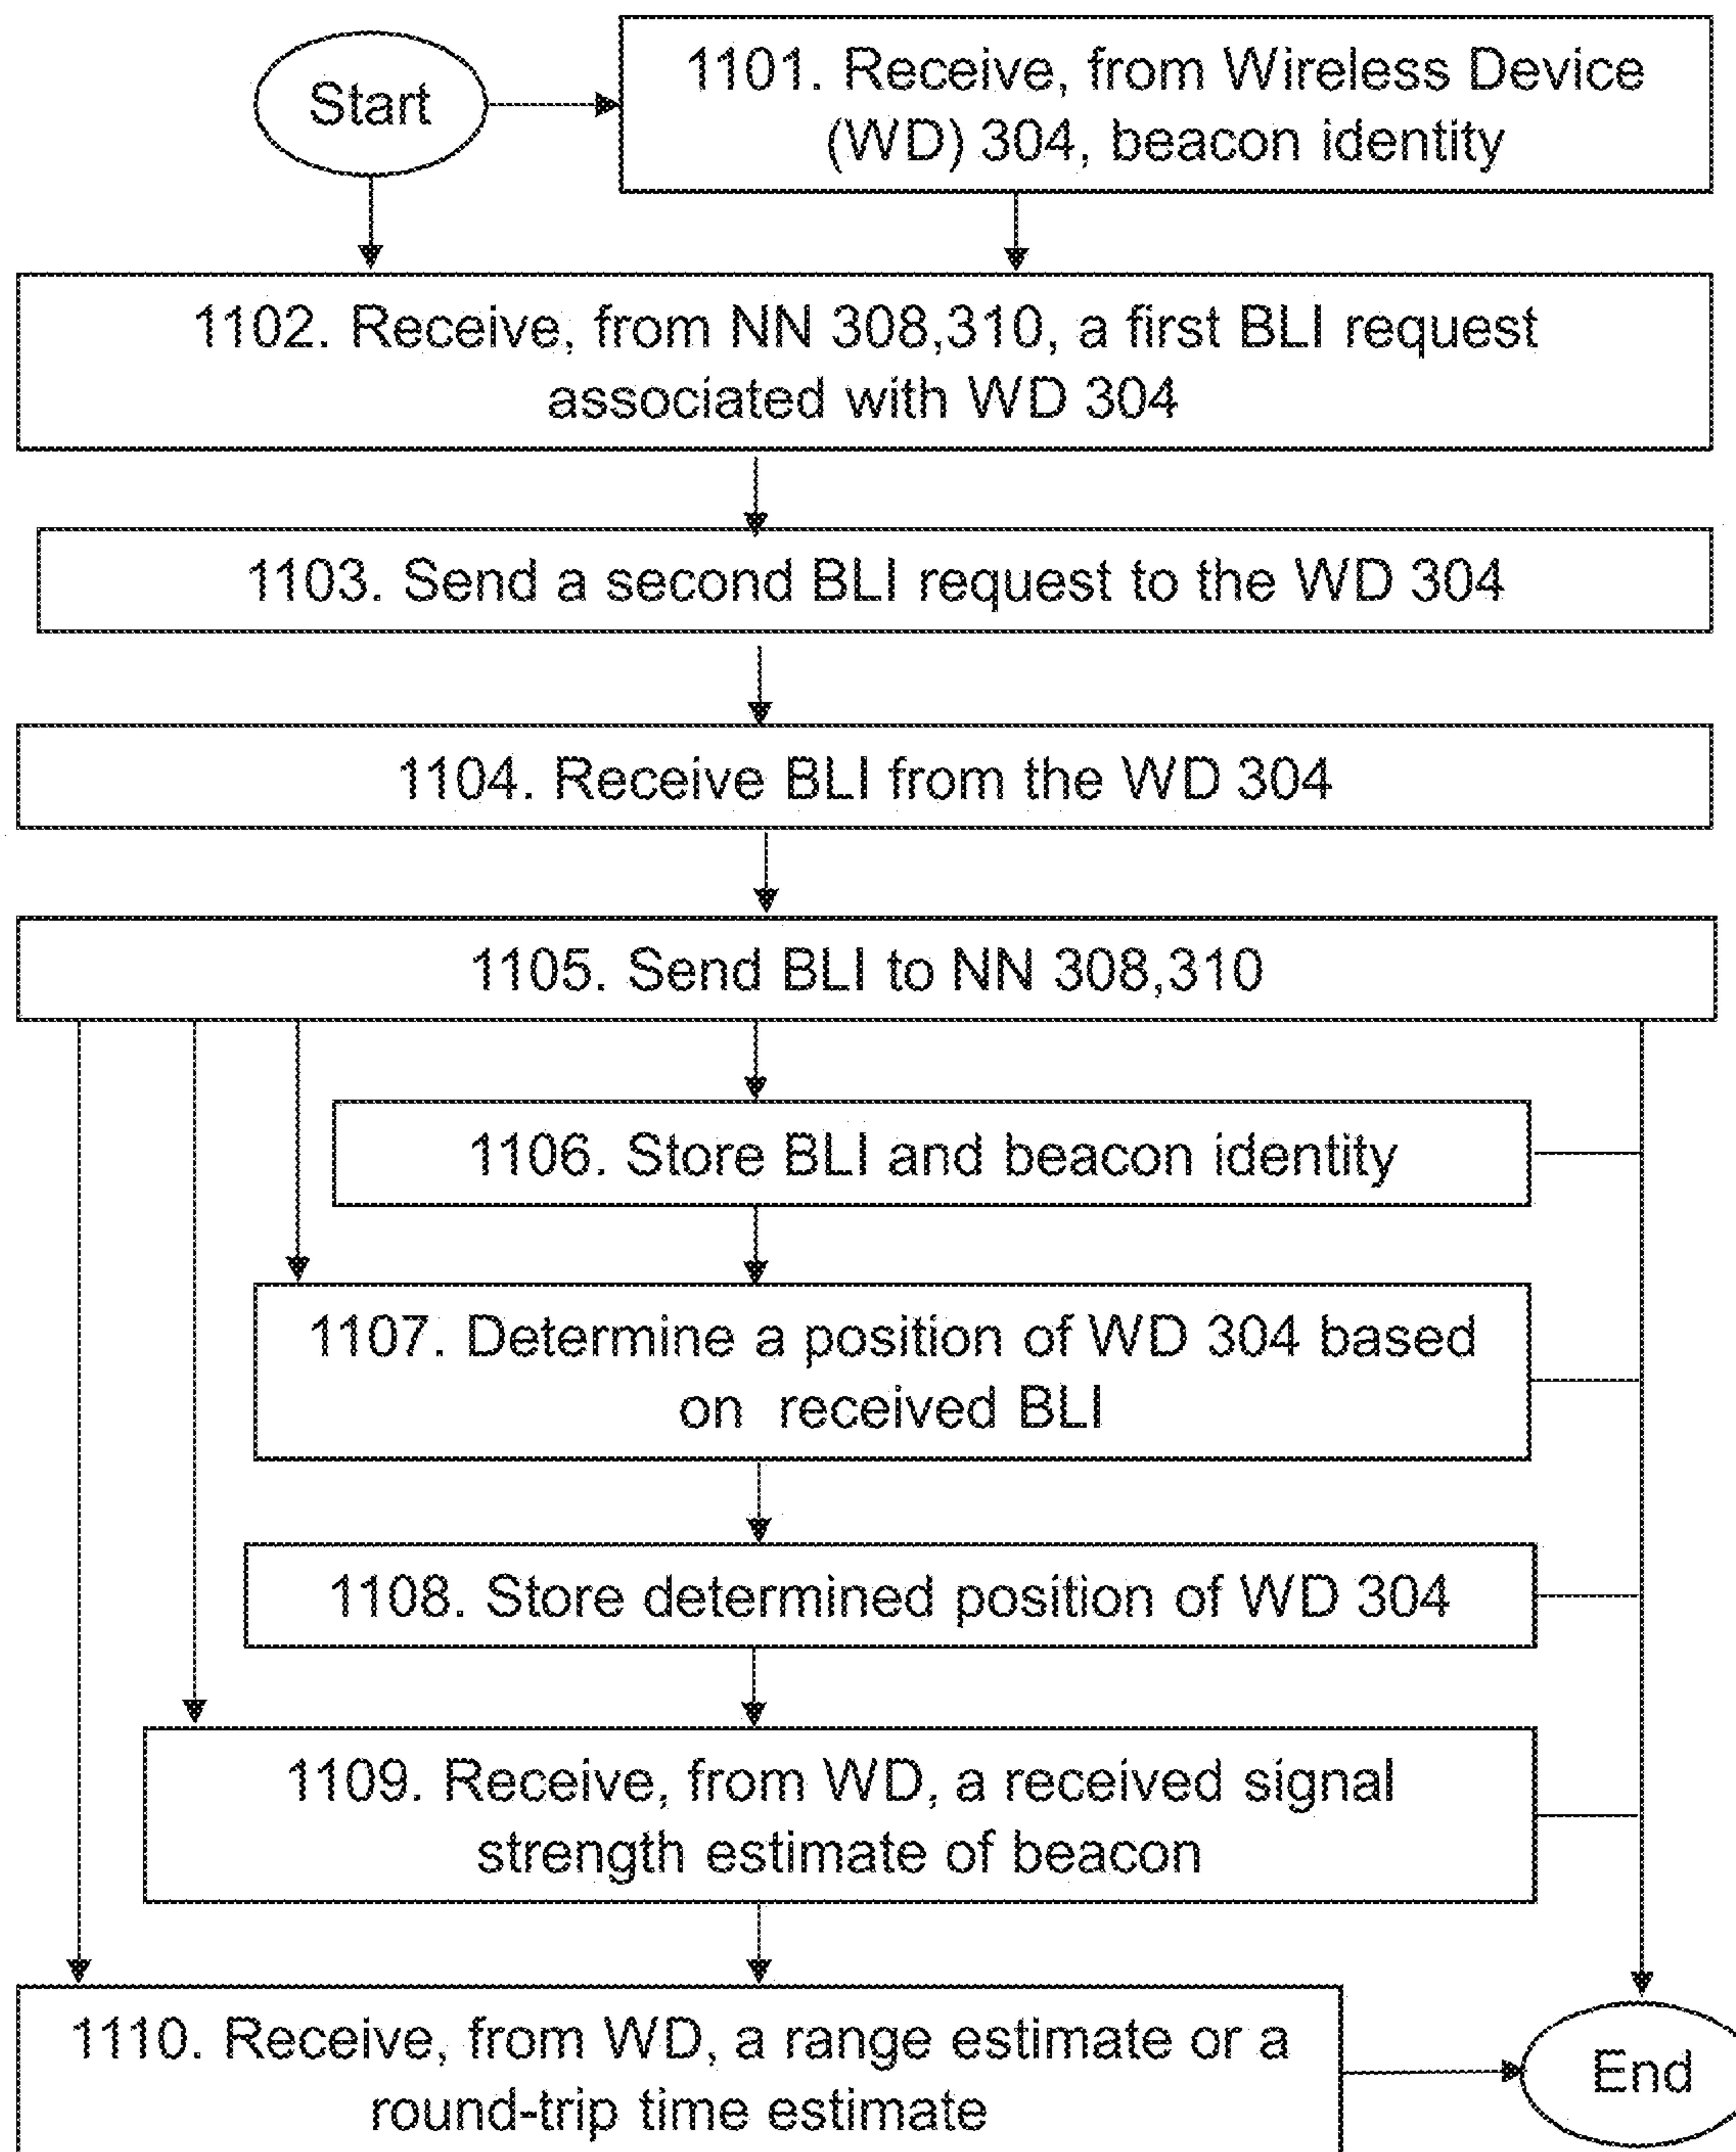 Start
1101. Receive, from Wireless Device
(WD) 304, beacon identity
1102. Receive, from NN 308,310, a first BLI request
associated with WD 304
1103. Send a second BLI request to the WD 304
1104. Receive BLI from the WD 304
1105. Send BLI to NN 308,310
1106. Store BLI and beacon identity
1107. Determine a position of WD 304 based
on received BLI
1108. Store determined position of WD 304
1109. Receive, from WD, a received signal
strength estimate of beacon
1110. Receive, from WD, a range estimate or a
round-trip time estimate
End